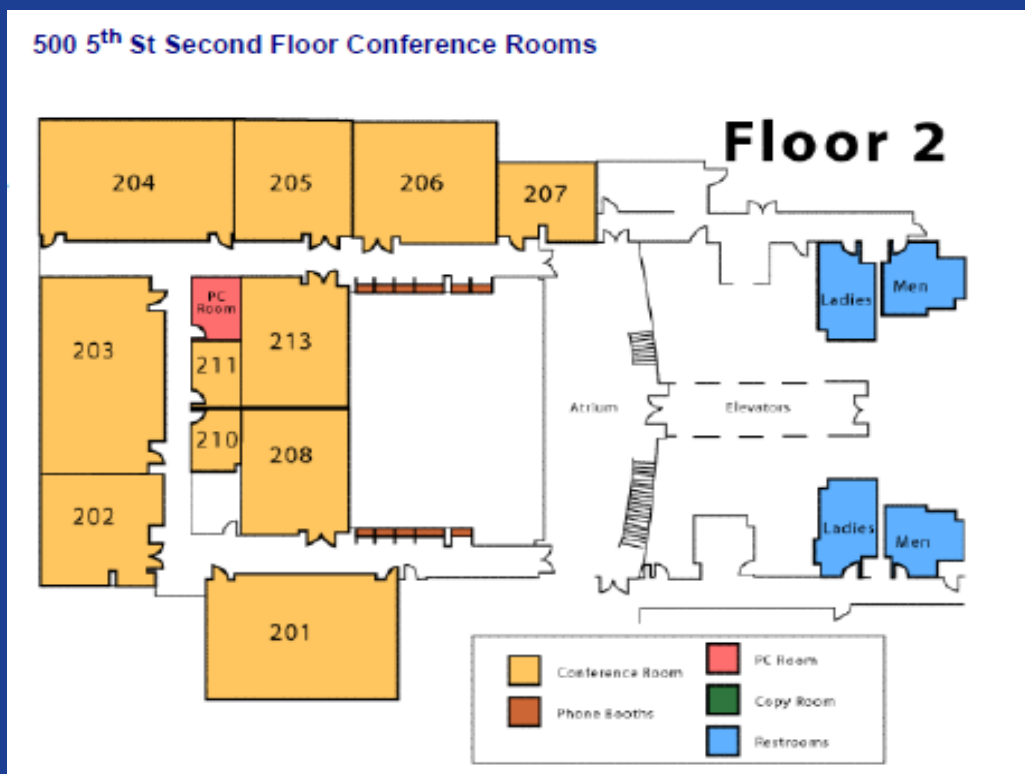 500 5th St Second Floor Conference Rooms
Floor 2
204
205
206
207
PC
Room
203
211
213
Ladies
Men
210
208
Atrium
Elevators
202
Ladies
Men
201
Conference Room
Phone Booths
PC Room
Copy Room
Restrooms